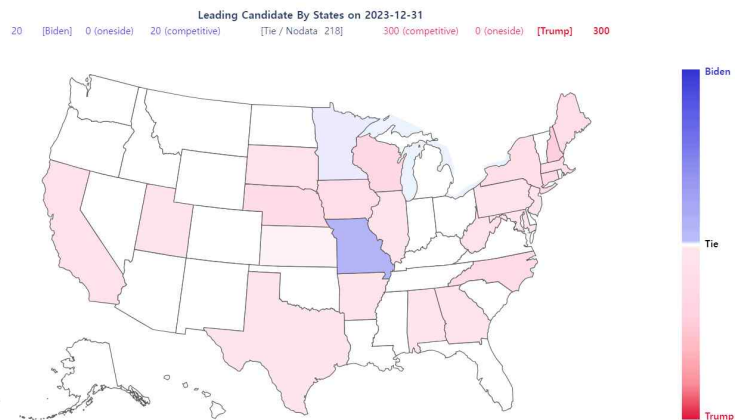 Leading Candidate By States on 2023-12-31
20 [Biden] 0 (oneside) 20 (competitive) [Tie / Nodata 218] 300 (competitive) 0 (oneside) [Trump] 300
Biden
Tie
Trump